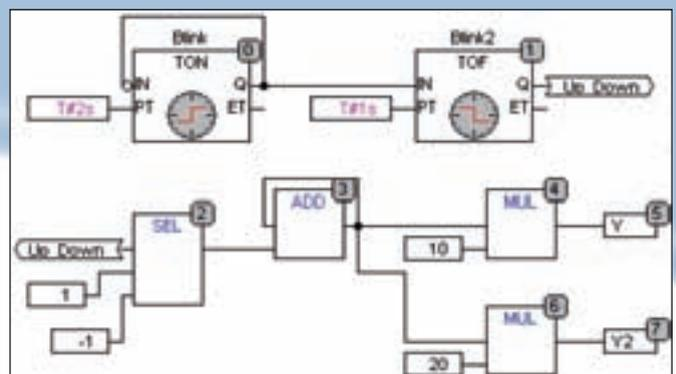 Blink
0
Blink2
1
TON
TOF
IN Q
IN Q
Up Down
T#2s
PT ET
T#1s
PT ET
2
SEL
3
ADD
4
MUL
5
Y
Up Down
10
1
6
MUL
7
Y2
-1
20